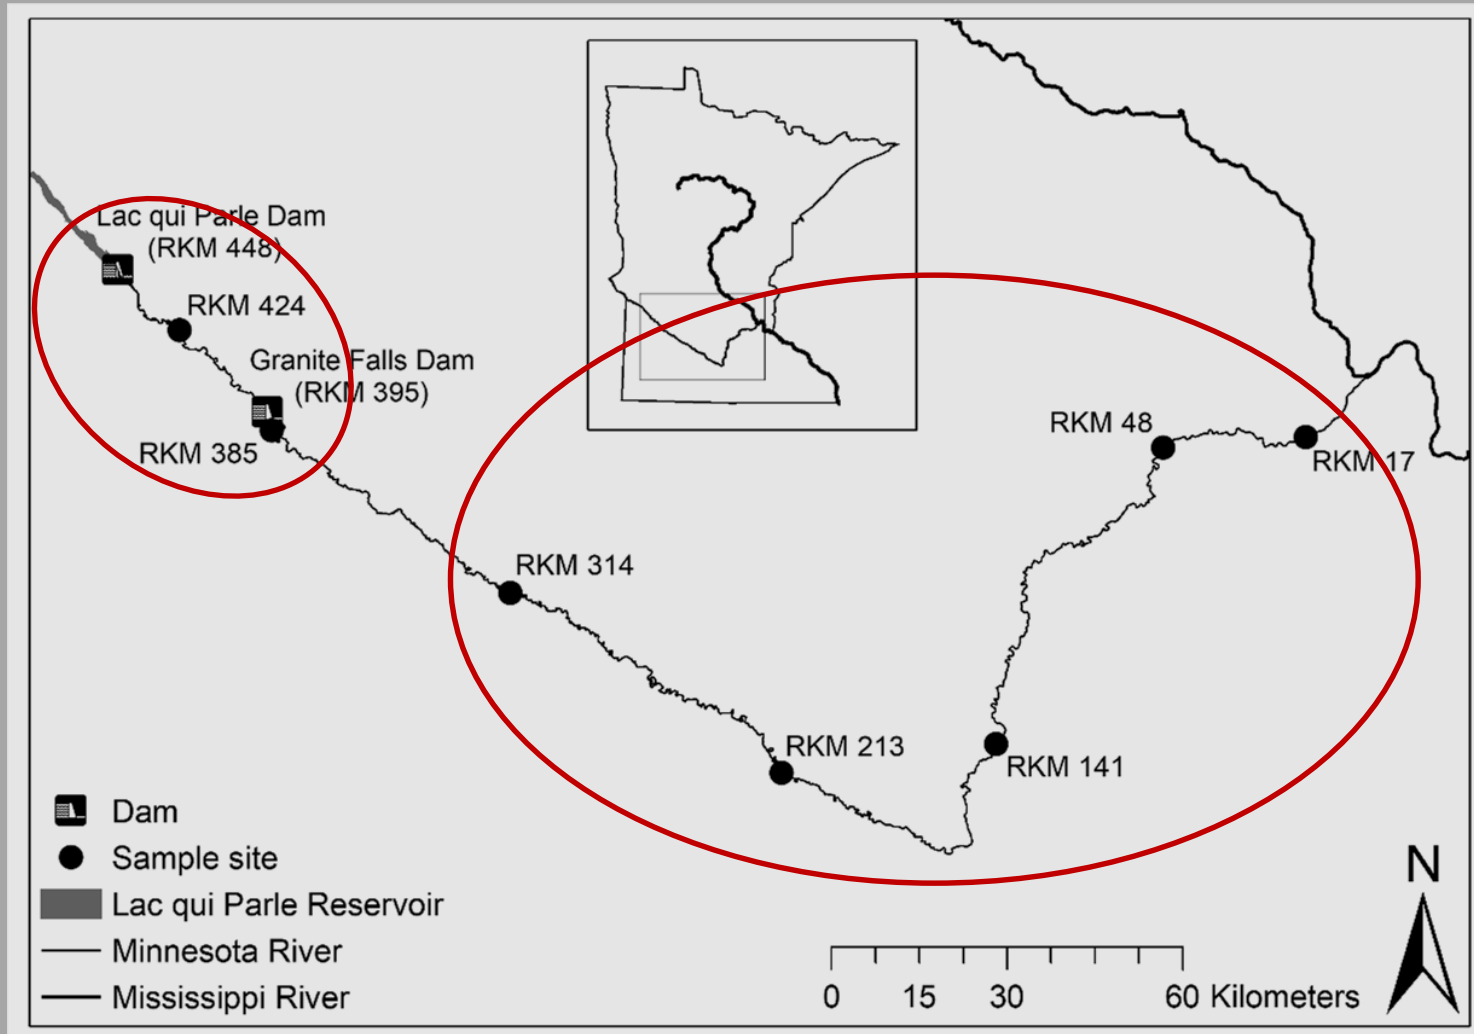 Lac qui Parle Dam
(RKM 448)
RKM 424
Granite Falls Dam
(RKM 395)
RKM 385
RKM 48
RKM 17
RKM 314
RKM 213
RKM 141
Dam
Sample site
Lac qui Parle Reservoir
Minnesota River
Mississippi River
N
0 15 30 60 Kilometers